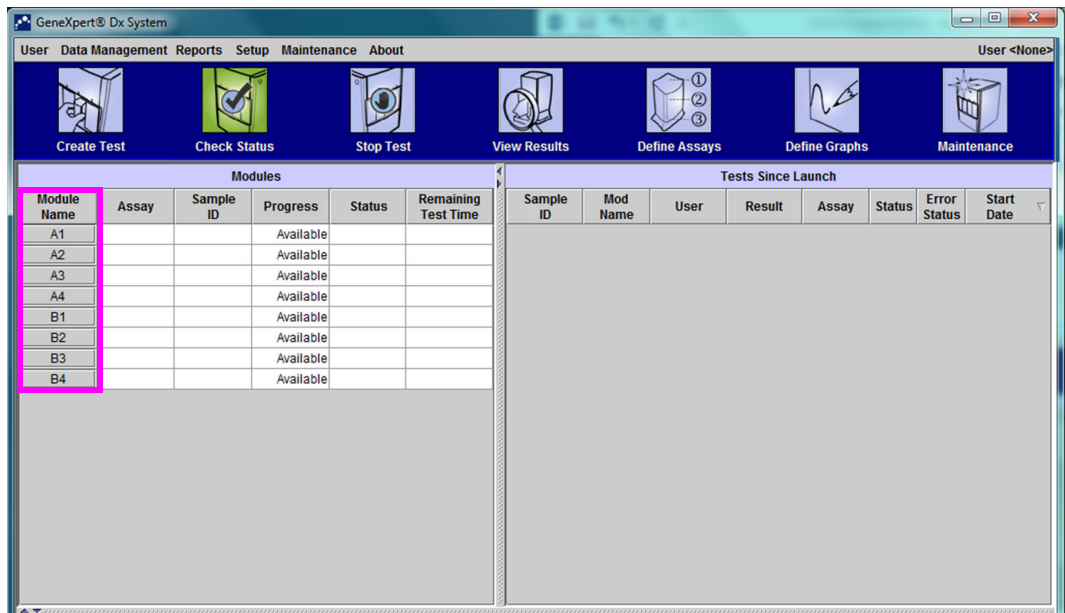 GeneXpert® Dx System
User Data Management Reports Setup Maintenance About User <None>
Create Test Check Status Stop Test View Results Define Assays Define Graphs Maintenance
Modules
Module Name Assay Sample ID Progress Status Remaining Test Time
A1 Available
A2 Available
A3 Available
A4 Available
B1 Available
B2 Available
B3 Available
B4 Available
Tests Since Launch
Sample ID Mod Name User Result Assay Status Error Status Start Date
① 
②
③